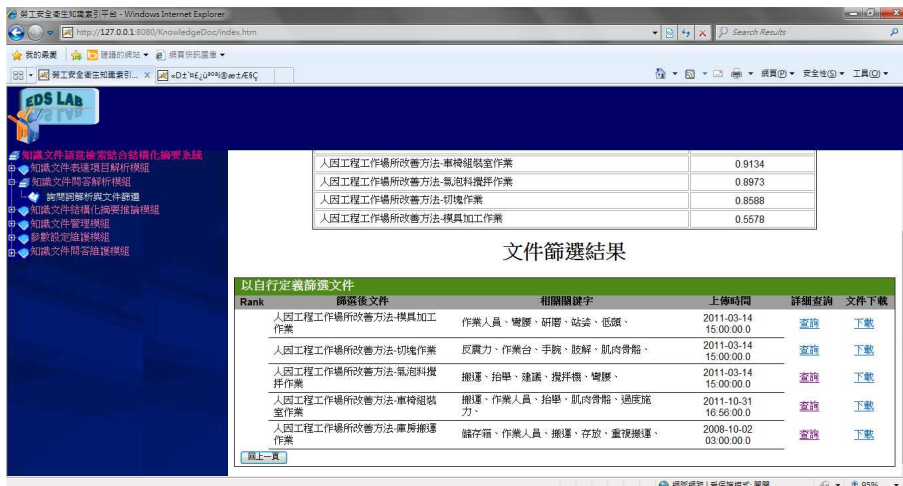 勞工安全衛生知識索引平台 - Windows Internet Explorer
http://127.0.0.1:8080/KnowledgeDoc/index.htm
Search Results
我的最愛
建議的網站
網頁快訊圖庫
勞工安全衛生知識索引...
網頁(P) 安全性(S) 工具(O)
EDS LAB
知識文件語意檢索結合結構化摘要系統
知識文件表達項目解析模組
知識文件問答解析模組
詢問詞解析與文件篩選
知識文件結構化摘要推論模組
知識文件管理模組
參數設定維護模組
知識文件問答維護模組
人因工程工作場所改善方法-車椅組裝室作業 0.9134
人因工程工作場所改善方法-氣泡料攪拌作業 0.8973
人因工程工作場所改善方法-切塊作業 0.8588
人因工程工作場所改善方法-模具加工作業 0.5578
文件篩選結果
以自行定義篩選文件
Rank 篩選後文件 相關關鍵字 上傳時間 詳細查詢 文件下載
人因工程工作場所改善方法-模具加工作業 作業人員、彎腰、研磨、站姿、低頭、 2011-03-14 15:00:00.0 查詢 下載
人因工程工作場所改善方法-切塊作業 反震力、作業台、手腕、肢解、肌肉骨骼、 2011-03-14 15:00:00.0 查詢 下載
人因工程工作場所改善方法-氣泡料攪拌作業 搬運、抬舉、建議、攪拌機、彎腰、 2011-03-14 15:00:00.0 查詢 下載
人因工程工作場所改善方法-車椅組裝室作業 搬運、作業人員、抬舉、肌肉骨骼、過度施力、 2011-10-31 16:56:00.0 查詢 下載
人因工程工作場所改善方法-庫房搬運作業 儲存箱、作業人員、搬運、存放、重複搬運、 2008-10-02 03:00:00.0 查詢 下載
回上一頁
95%